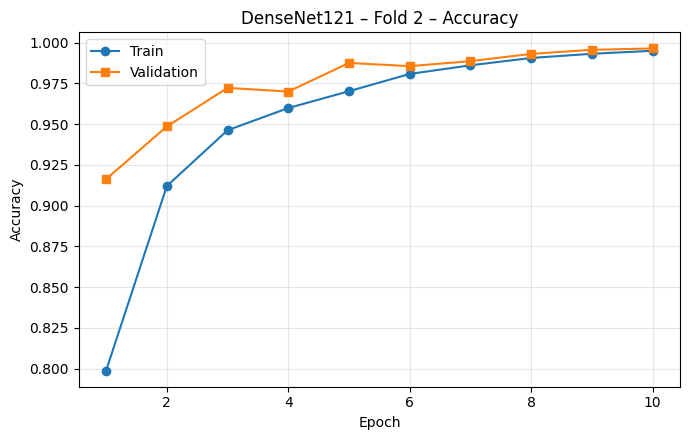 DenseNet121 – Fold 2 – Accuracy
Train
Validation
1.000
0.975
0.950
0.925
0.900
0.875
0.850
0.825
0.800
Accuracy
2 4 6 8 10
Epoch